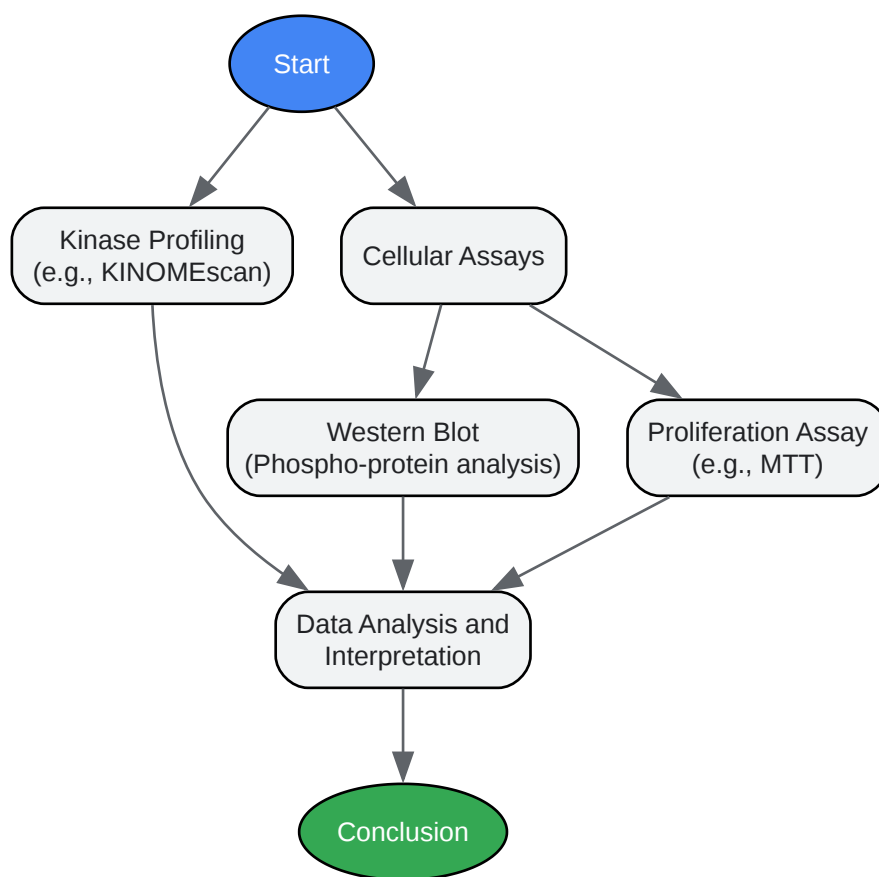 Start
Kinase Profiling
(e.g., KINOMEscan)
Cellular Assays
Western Blot
(Phospho-protein analysis)
Proliferation Assay
(e.g., MTT)
Data Analysis and
Interpretation
Conclusion